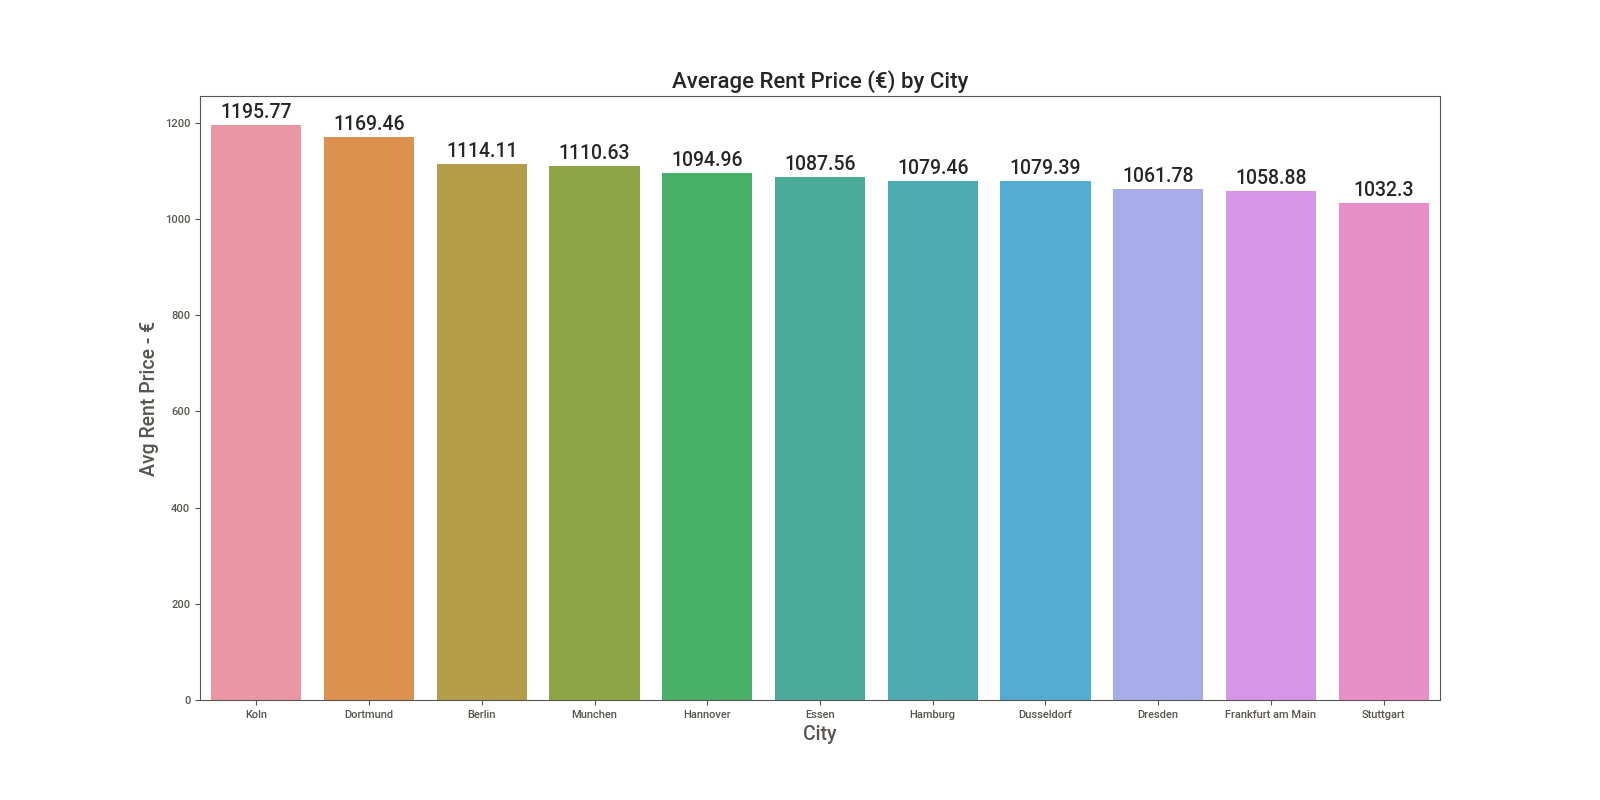 Average Rent Price (€) by City
1195.77
1169.46
1114.11
1110.63
1094.96
1087.56
1079.46
1079.39
1061.78
1058.88
1032.3
1200
1000
800
600
400
200
0
Avg Rent Price - €
Koln
Dortmund
Berlin
Munchen
Hannover
Essen
Hamburg
Dusseldorf
Dresden
Frankfurt am Main
Stuttgart
City